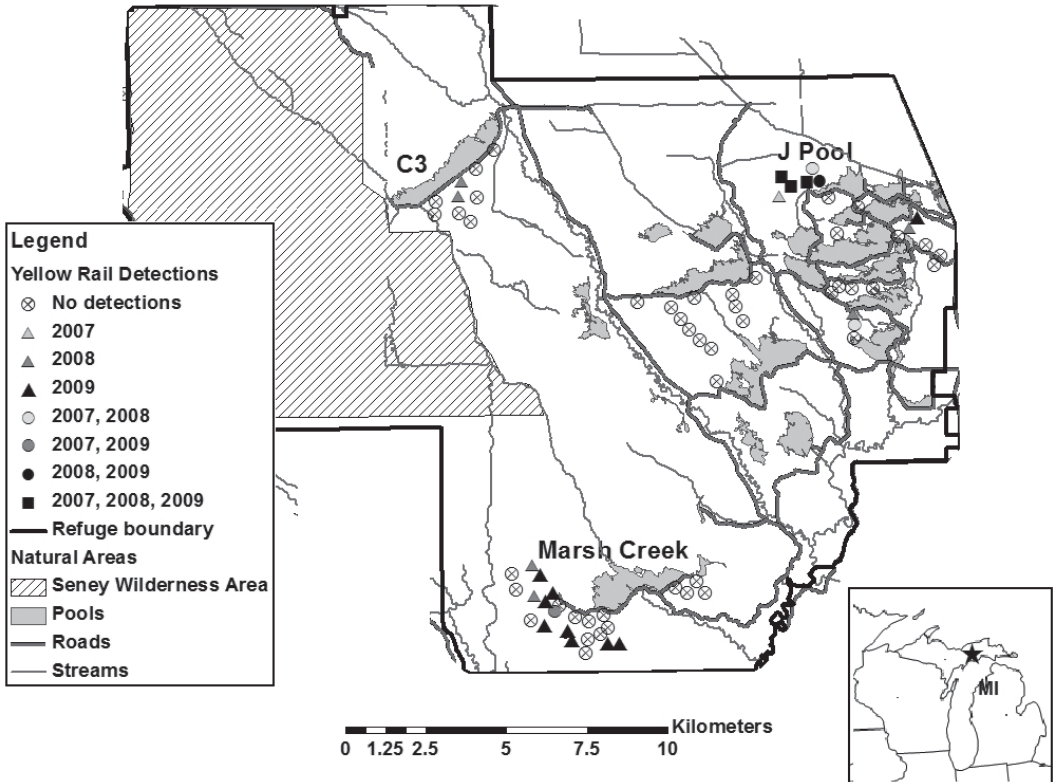 C3
J Pool
Legend
Yellow Rail Detections
No detections
2007
2008
2009
2007, 2008
2007, 2009
2008, 2009
2007, 2008, 2009
Refuge boundary
Natural Areas
Seney Wilderness Area
Pools
Roads
Streams
Marsh Creek
MI
Kilometers
0 1.25 2.5 5 7.5 10